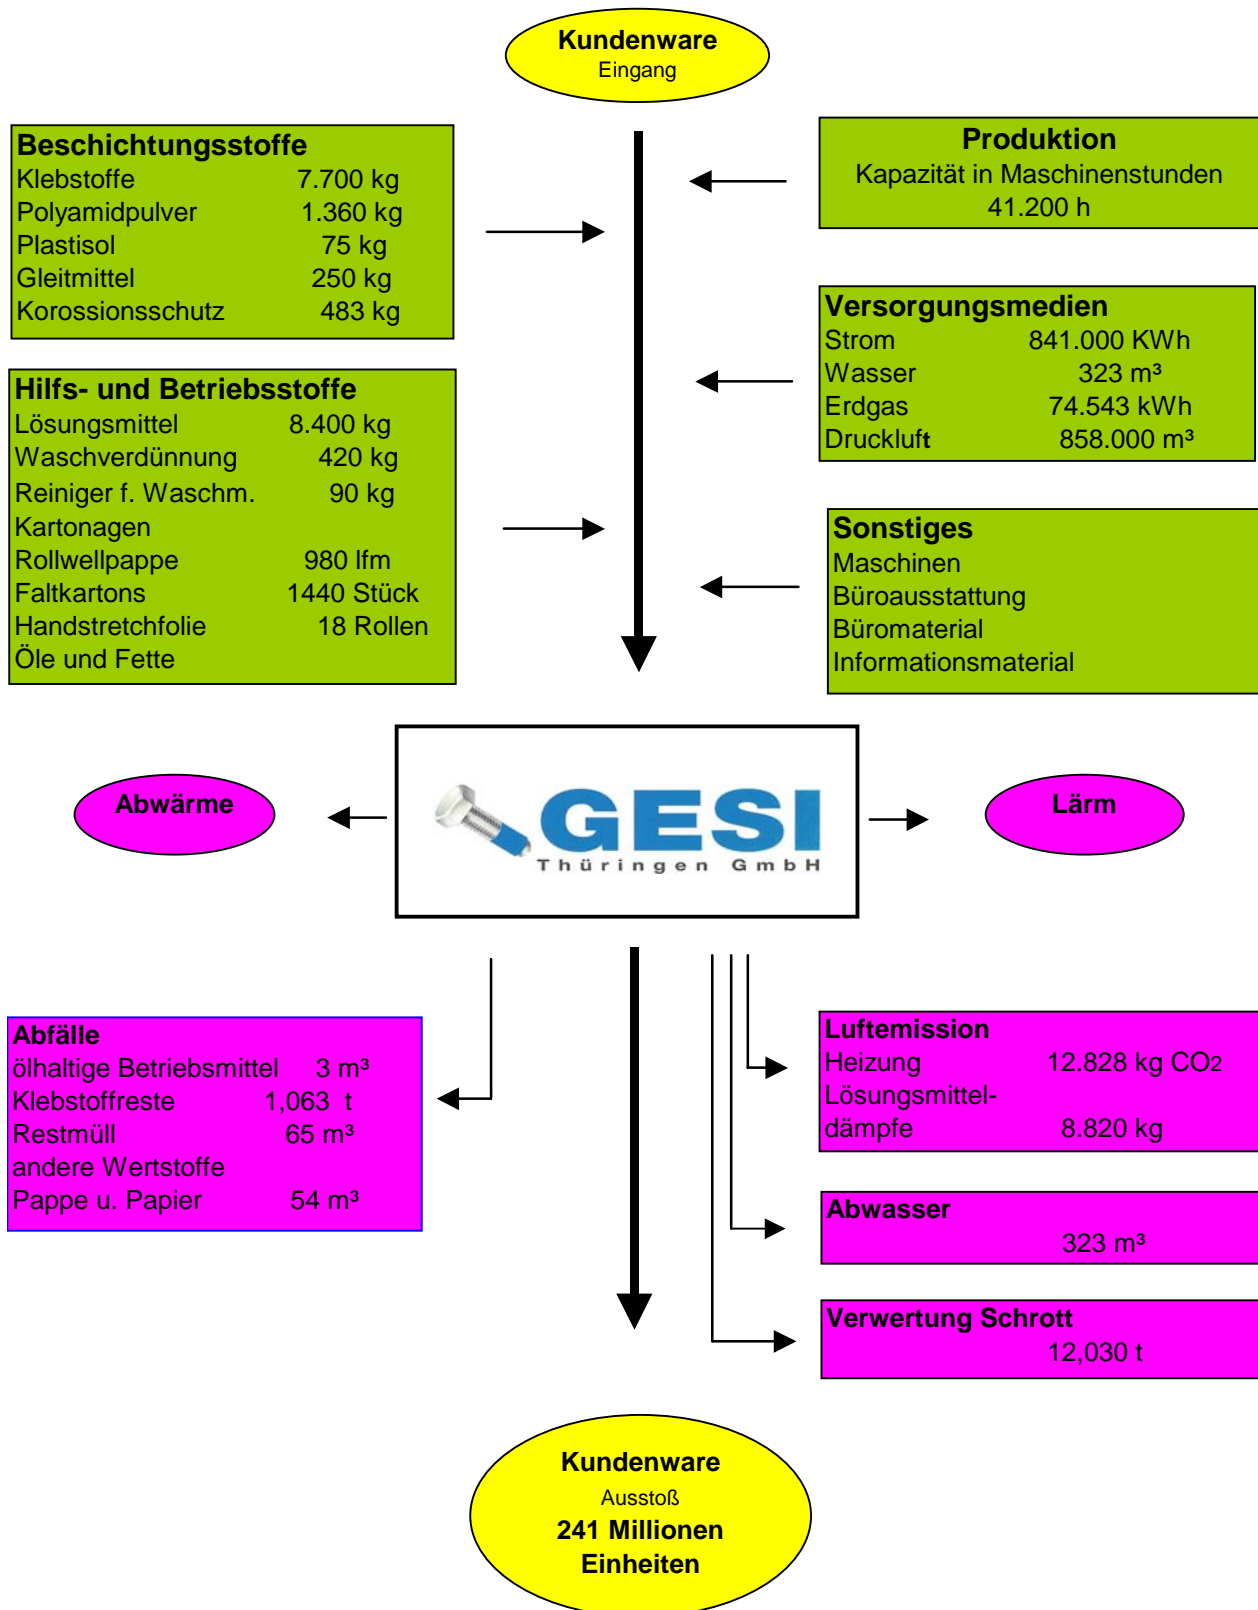 Kundenware
Eingang
Beschichtungsstoffe
Klebstoffe 7.700 kg
Polyamidpulver 1.360 kg
Plastisol 75 kg
Gleitmittel 250 kg
Korossionsschutz 483 kg
Produktion
Kapazität in Maschinenstunden
41.200 h
Hilfs- und Betriebsstoffe
Lösungsmittel 8.400 kg
Waschverdünnung 420 kg
Reiniger f. Waschm. 90 kg
Kartonagen
Rollwellpappe 980 lfm
Faltkartons 1440 Stück
Handstretchfolie 18 Rollen
Öle und Fette
Versorgungsmedien
Strom 841.000 KWh
Wasser 323 m³
Erdgas 74.543 kWh
Druckluft 858.000 m³
Sonstiges
Maschinen
Büroausstattung
Büromaterial
Informationsmaterial
Abwärme
GESI
Thüringen GmbH
Lärm
Abfälle
ölhaltige Betriebsmittel 3 m³
Klebstoffreste 1,063 t
Restmüll 65 m³
andere Wertstoffe
Pappe u. Papier 54 m³
Luftemission
Heizung 12.828 kg CO2
Lösungsmittel-
dämpfe 8.820 kg
Abwasser
323 m³
Verwertung Schrott
12,030 t
Kundenware
Ausstoß
241 Millionen
Einheiten